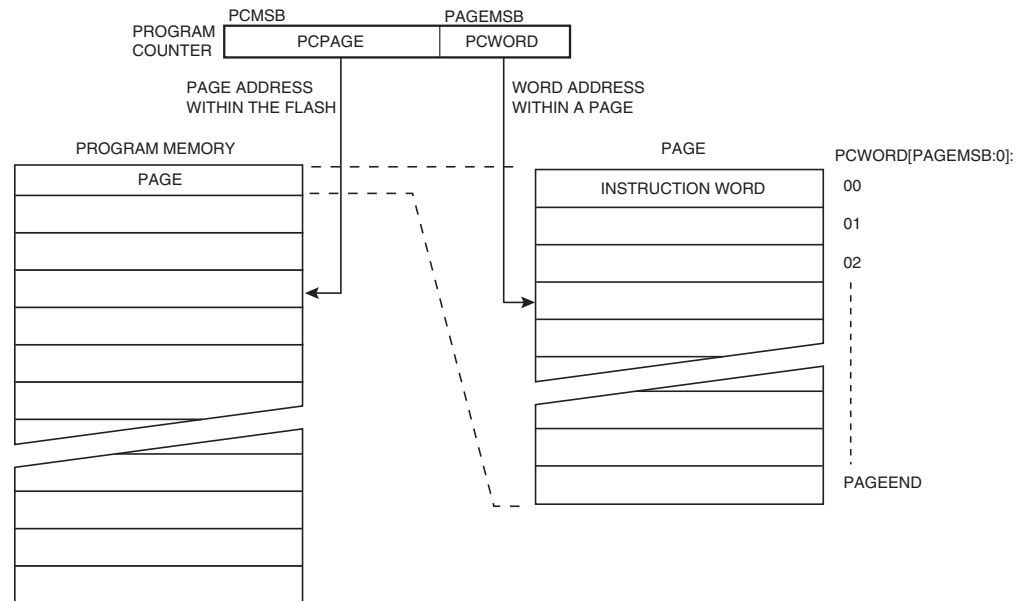 PCMSB PAGEMSB
PROGRAM
COUNTER
PCPAGE PCWORD
PAGE ADDRESS
WITHIN THE FLASH
WORD ADDRESS
WITHIN A PAGE
PROGRAM MEMORY
PAGE
PAGE
PCWORD[PAGEMSB:0]:
INSTRUCTION WORD
00
01
02
PAGEEND